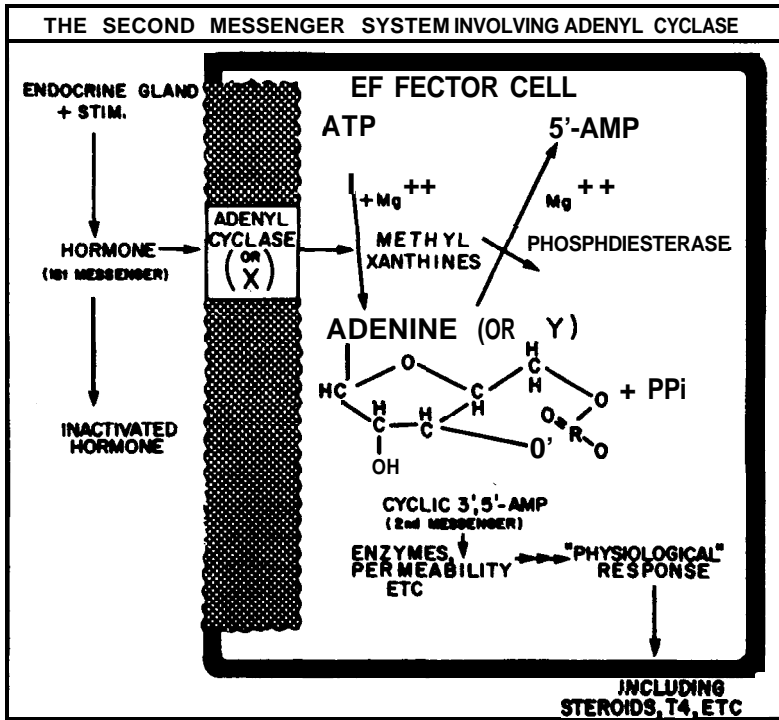 THE SECOND MESSENGER SYSTEM INVOLVING ADENYL CYCLASE
ENDOCRINE GLAND
+ STIM.
HORMONE
(1St MESSENGER)
INACTIVATED
HORMONE
ADENYL
CYCLASE
(OR
X)
EF FECTOR CELL
ATP
5'-AMP
I + Mg ++
Mg ++
METHYL
XANTHINES
PHOSPHDIESTERASE
ADENINE (OR Y)
H
C
H
O
HC
H
C
OH
H
C
C
H
O'
O
R
O
O
+ PPi
CYCLIC 3',5'-AMP
(2nd MESSENGER)
ENZYMES,
PERMEABILITY
ETC
"PHYSIOLOGICAL"
RESPONSE
INCLUDING
STEROIDS, T4, ETC